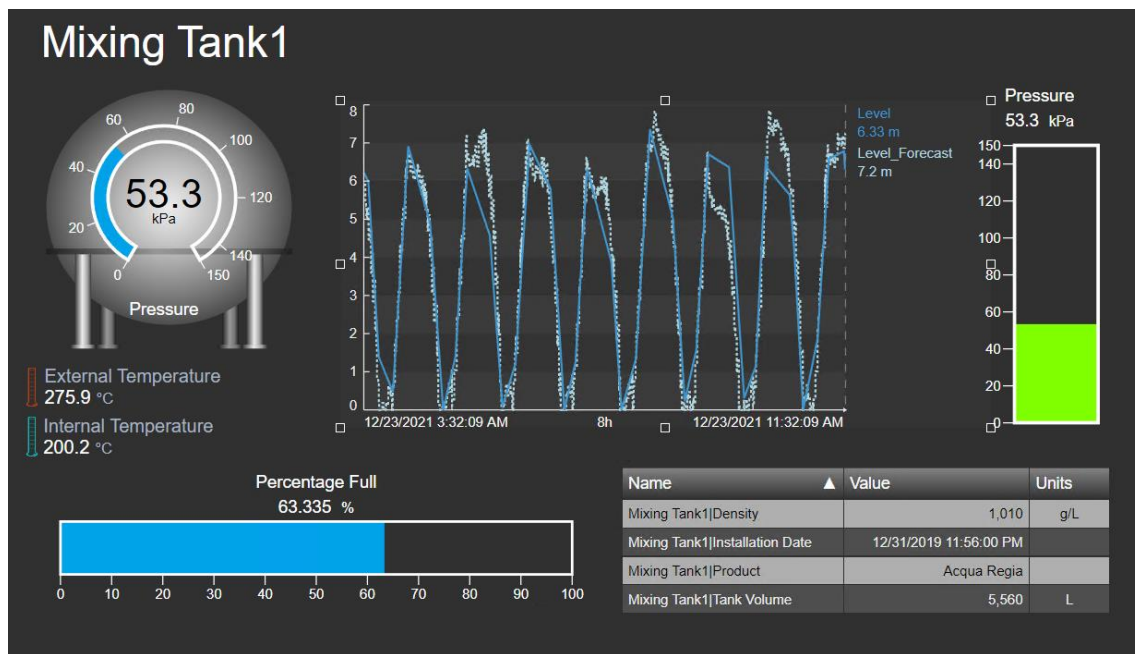 Mixing Tank1
80
60
100
40
53.3
kPa
120
20
140
0
150
Pressure
External Temperature
275.9 °C
Internal Temperature
200.2 °C
8
7
6
5
4
3
2
1
0
12/23/2021 3:32:09 AM 8h 12/23/2021 11:32:09 AM
Level
6.33 m
Level_Forecast
7.2 m
Pressure
53.3 kPa
150
140
120
100
80
60
40
20
0
Percentage Full
63.335 %
0 10 20 30 40 50 60 70 80 90 100
Name ▲ Value Units
Mixing Tank1|Density 1,010 g/L
Mixing Tank1|Installation Date 12/31/2019 11:56:00 PM
Mixing Tank1|Product Acqua Regia
Mixing Tank1|Tank Volume 5,560 L